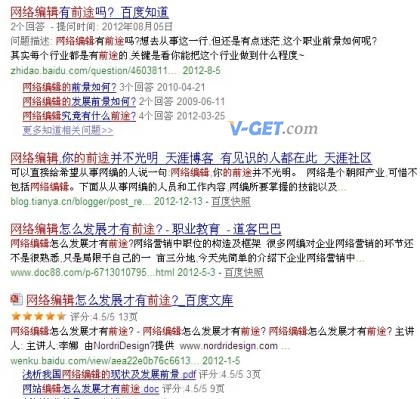 网络编辑有前途吗?_百度知道
2个回答 - 提问时间: 2012年08月05日
问题描述: 网络编辑有前途吗?想去从事这一行,但还是有点迷茫.这个职业前景如何呢?
其实每个行业都是有前途的.关键是看你能把这个行业做到什么程度~
zhidao.baidu.com/question/4603811... 2012-8-5
网络编辑的前景如何? 3个回答 2010-04-21
网络编辑的发展前景如何? 2个回答 2009-06-11
网络编辑究竟有什么前途? 4个回答 2012-03-25
更多知道相关问题>>
V-GET.com
网络编辑,你的前途并不光明_天涯博客_有见识的人都在此_天涯社区
可以直接给希望从事网编的人说一句 网络编辑,你的前途并不光明。 网络是个朝阳产业,可惜不
包括网络编辑。 下面从从事网编的人员和工作内容,网编所要掌握的技能以及...
blog.tianya.cn/blogger/post_re... 2012-12-13 - 百度快照
网络编辑怎么发展才有前途? - 职业教育 - 道客巴巴
网络编辑怎么发展才有前途?网络营销中职位的构造及框架 很多网编对企业网络营销的环节还
不是很熟悉,只是局限于自己的一 亩三分地,今天先简单的介绍下企业网络营销中...
www.doc88.com/p-6713010795...html 2012-5-3 - 百度快照
网络编辑怎么发展才有前途?_百度文库
评分:4.5/5 13页
网络编辑怎么发展才有前途? - 网络编辑怎么发展才有前途? 网络编辑怎么发展才有前途? 主讲
人: 主讲人:李娜 由NordriDesign?提供 www.nordridesign.com ...
wenku.baidu.com/view/aea22e0b76c6613... 2012-1-5
浅析我国网络编辑的现状及发展前景.pdf 评分:4.5/5 3页
网站编辑怎么发展才有前途.doc 评分:4.5/5 9页